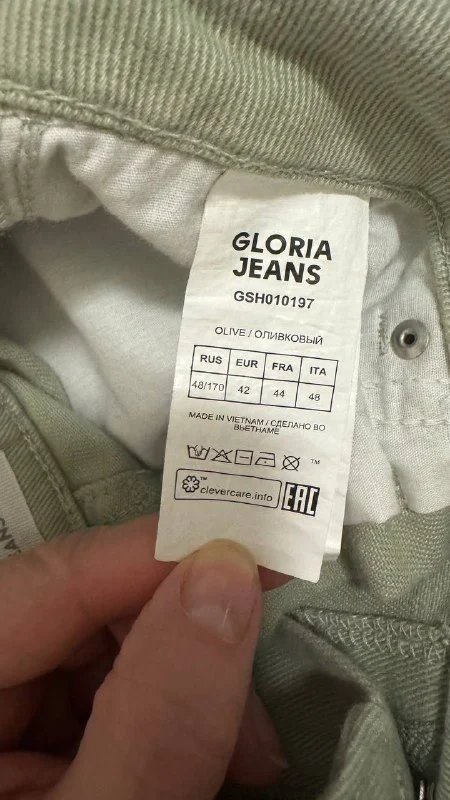 GLORIA
JEANS
GSH010197
OLIVE / ОЛИВКОВЫЙ
RUS EUR FRA ITA
48/170 42 44 48
MADE IN VIETNAM / СДЕЛАНО ВО
ВЬЕТНАМЕ
TM
clevercare.info EAC